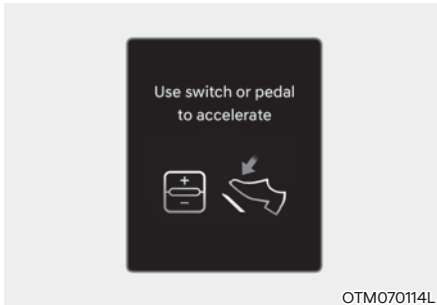 Use switch or pedal
to accelerate
+
−
OTM070114L